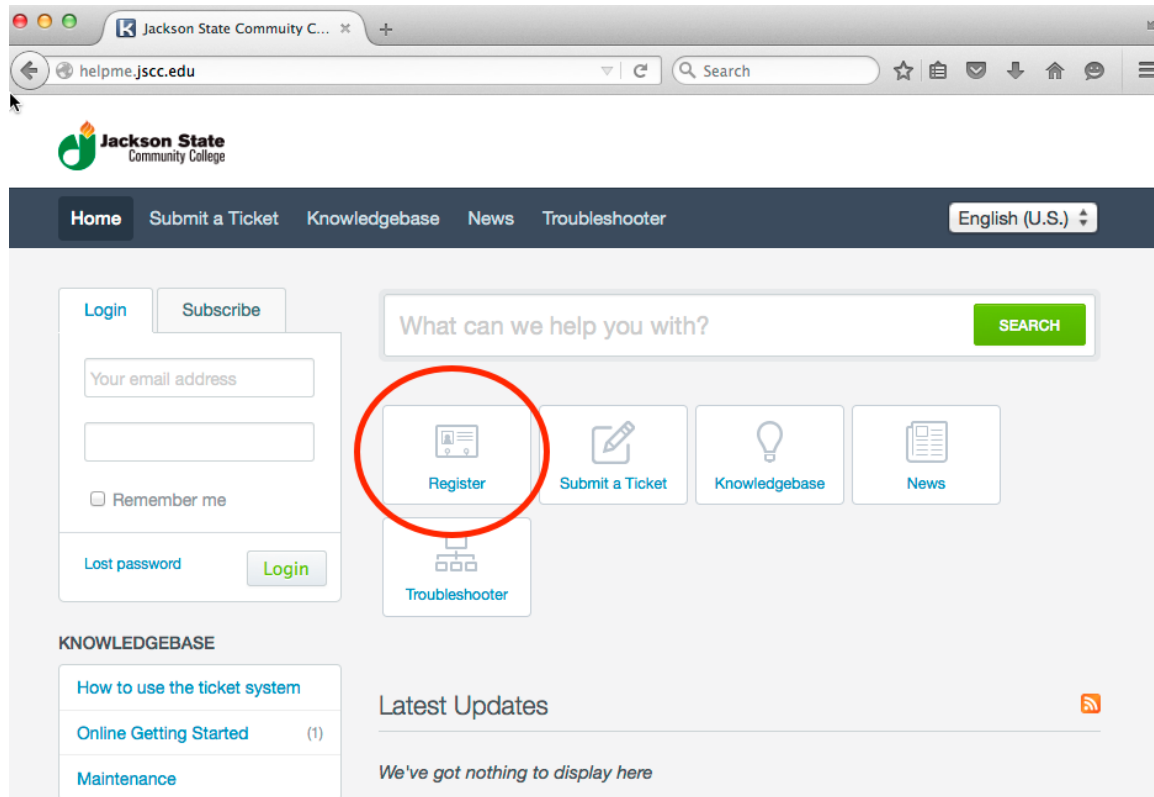 Jackson State Commuity C...
helpme.jscc.edu
Search
Jackson State
Community College
Home Submit a Ticket Knowledgebase News Troubleshooter English (U.S.)
Login Subscribe
What can we help you with? SEARCH
Your email address
Remember me
Lost password Login
Register Submit a Ticket Knowledgebase News
Troubleshooter
KNOWLEDGEBASE
How to use the ticket system
Online Getting Started (1)
Maintenance
Latest Updates
We've got nothing to display here